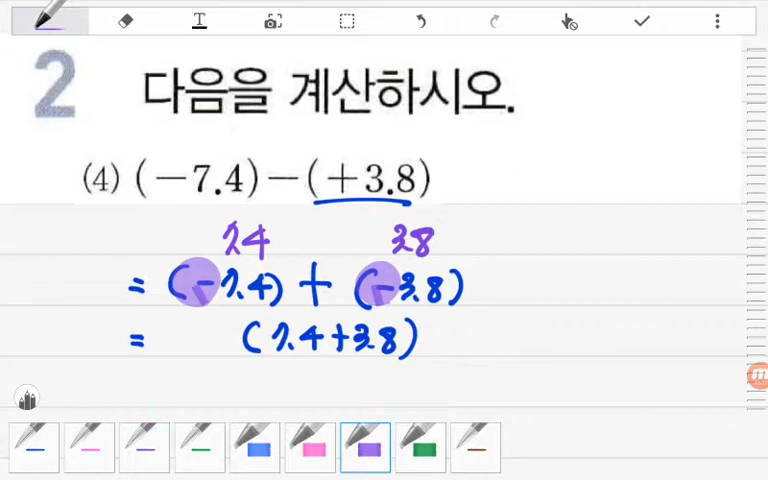 2 다음을 계산하시오.
(4) (−7.4)−(+3.8)
7.4 3.8
= (−7.4) + (−3.8)
= (7.4+3.8)